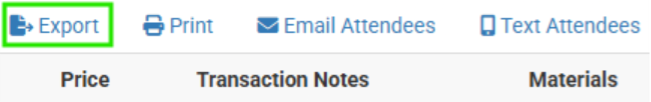 Export Print Email Attendees Text Attendees
Price Transaction Notes Materials